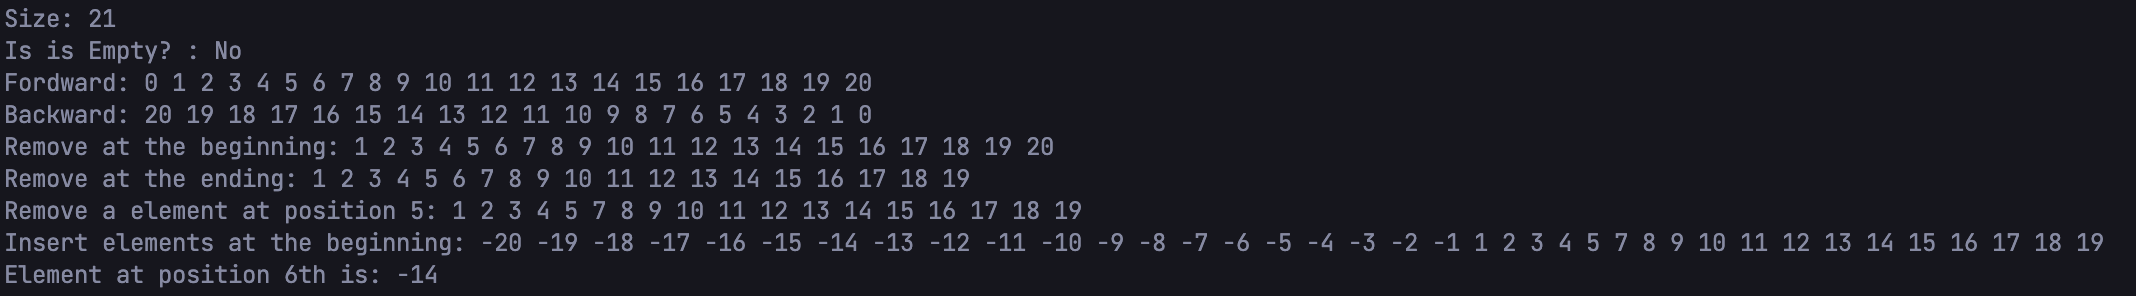 Size: 21
Is is Empty? : No
Fordward: 0 1 2 3 4 5 6 7 8 9 10 11 12 13 14 15 16 17 18 19 20
Backward: 20 19 18 17 16 15 14 13 12 11 10 9 8 7 6 5 4 3 2 1 0
Remove at the beginning: 1 2 3 4 5 6 7 8 9 10 11 12 13 14 15 16 17 18 19 20
Remove at the ending: 1 2 3 4 5 6 7 8 9 10 11 12 13 14 15 16 17 18 19
Remove a element at position 5: 1 2 3 4 5 7 8 9 10 11 12 13 14 15 16 17 18 19
Insert elements at the beginning: -20 -19 -18 -17 -16 -15 -14 -13 -12 -11 -10 -9 -8 -7 -6 -5 -4 -3 -2 -1 1 2 3 4 5 7 8 9 10 11 12 13 14 15 16 17 18 19
Element at position 6th is: -14